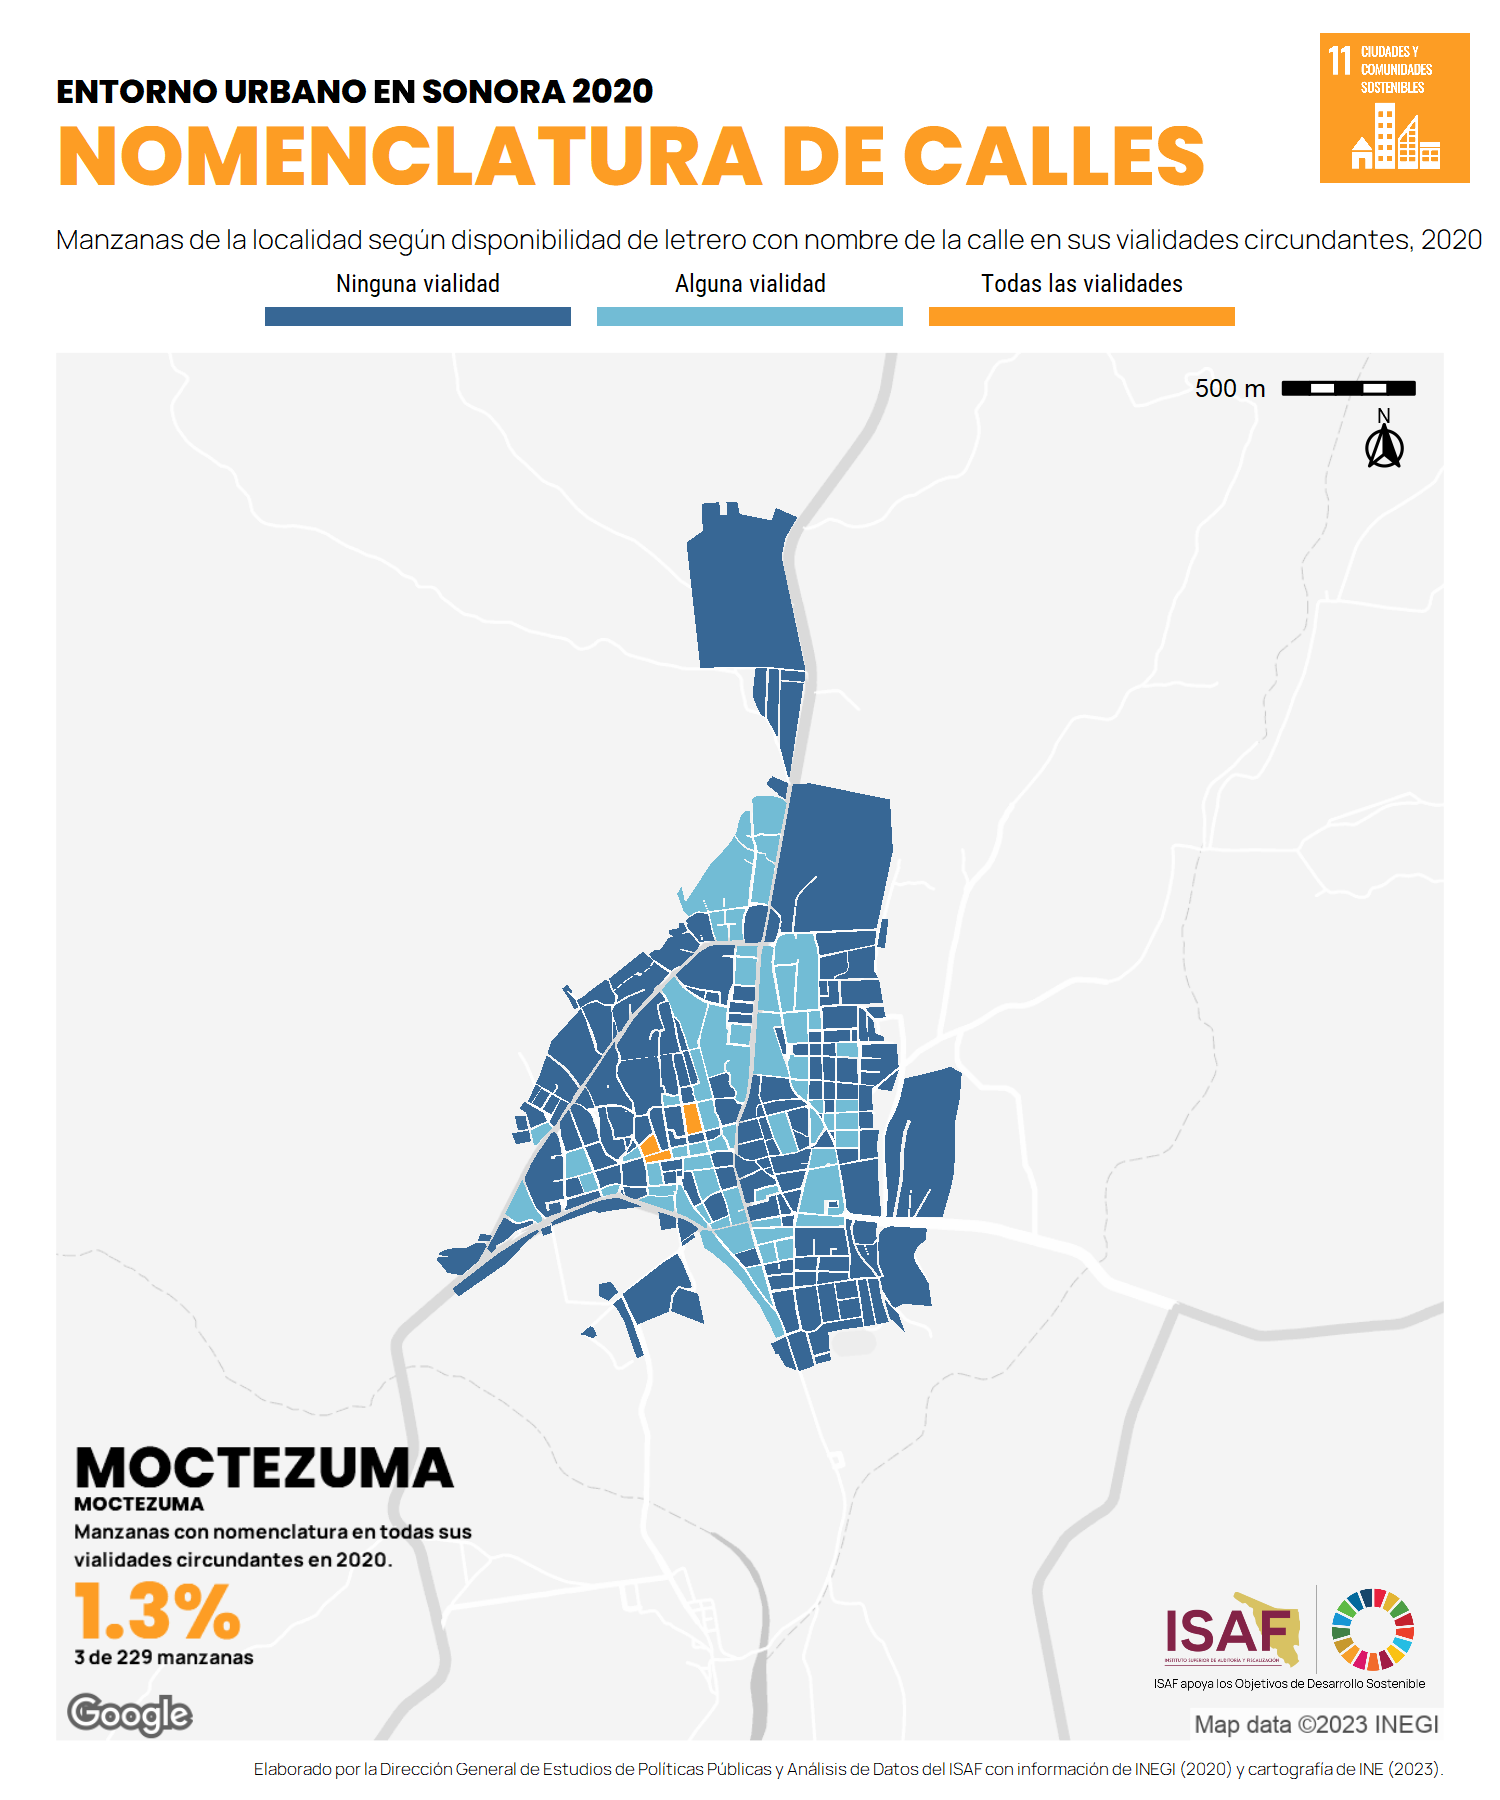 11 CIUDADES Y
COMUNIDADES
SOSTENIBLES
ENTORNO URBANO EN SONORA 2020
NOMENCLATURA DE CALLES
Manzanas de la localidad según disponibilidad de letrero con nombre de la calle en sus vialidades circundantes, 2020
Ninguna vialidad Alguna vialidad Todas las vialidades
500 m
N
MOCTEZUMA
MOCTEZUMA
Manzanas con nomenclatura en todas sus
vialidades circundantes en 2020.
1.3%
3 de 229 manzanas
ISAF
INSTITUTO SUPERIOR DE AUDITORÍA Y FISCALIZACIÓN
ISAF apoya los Objetivos de Desarrollo Sostenible
Google
Map data ©2023 INEGI
Elaborado por la Dirección General de Estudios de Políticas Públicas y Análisis de Datos del ISAF con información de INEGI (2020) y cartografía de INE (2023).